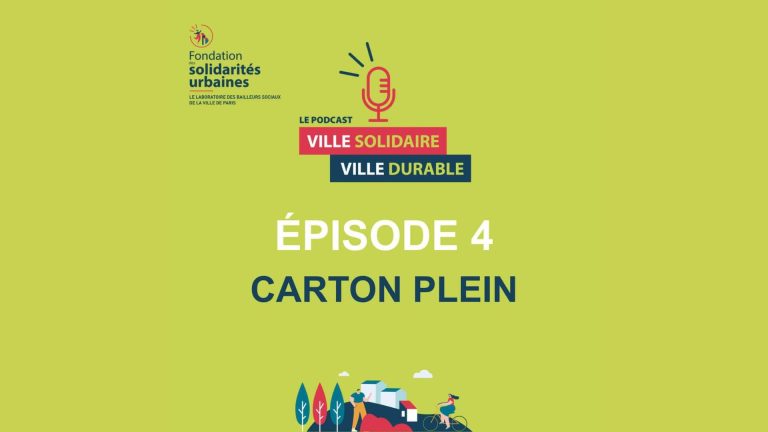 Fondation
des
solidarités
urbaines
LE LABORATOIRE DES BAILLEURS SOCIAUX
DE LA VILLE DE PARIS
LE PODCAST
VILLE SOLIDAIRE
VILLE DURABLE
ÉPISODE 4
CARTON PLEIN